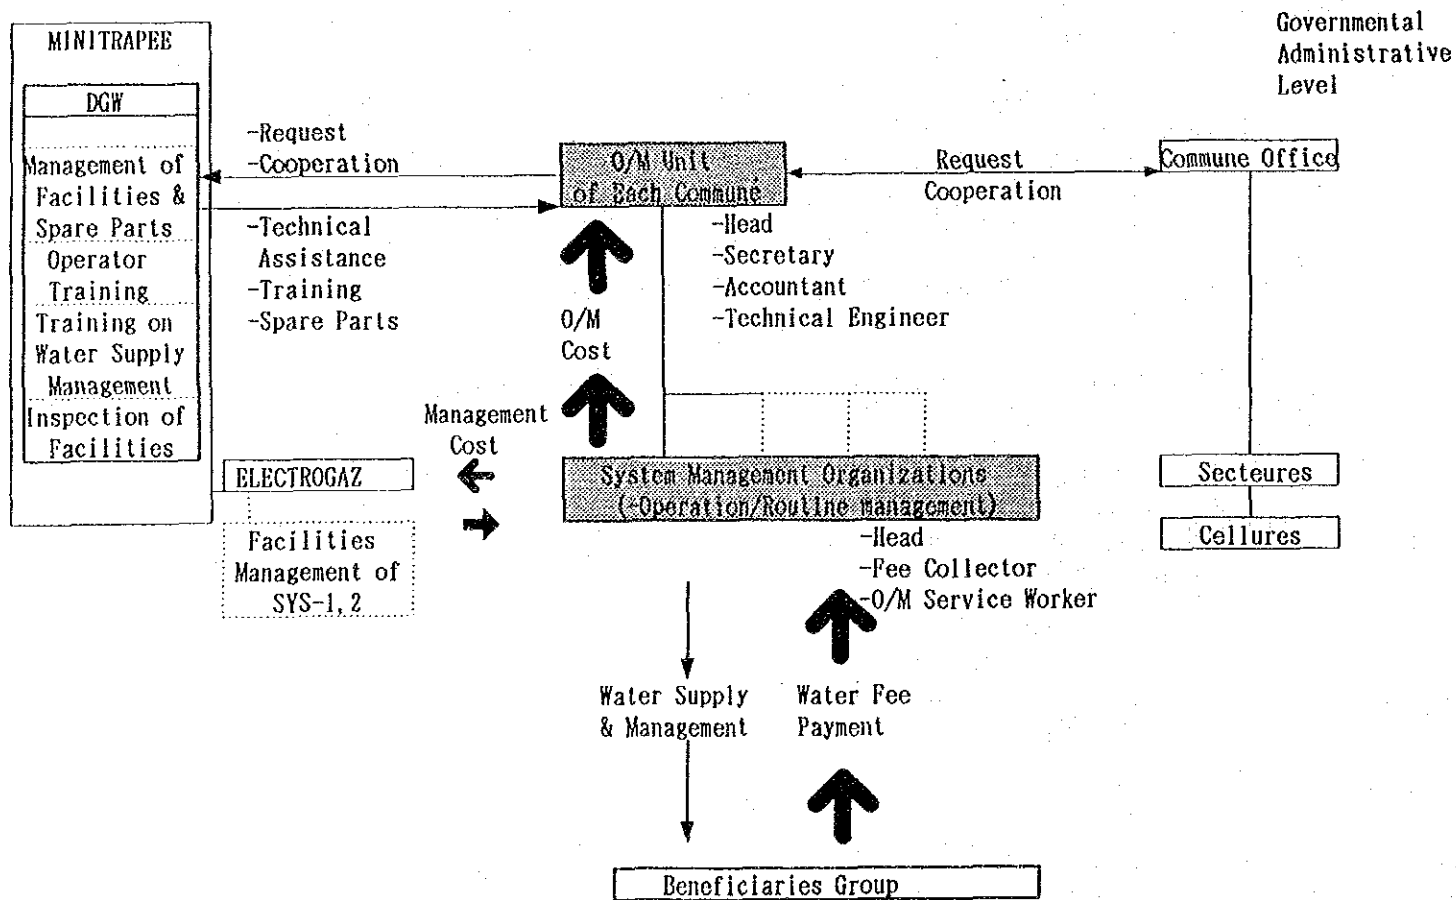 Governmental
Administrative
Level
MINITRAPEE
DGW
Management of
Facilities &
Spare Parts
Operator
Training
Training on
Water Supply
Management
Inspection of
Facilities
-Request
-Cooperation
-Technical
Assistance
-Training
-Spare Parts
O/M Unit
of Each Commune
Request
Cooperation
Commune Office
-Head
-Secretary
-Accountant
-Technical Engineer
O/M
Cost
Management
Cost
ELECTROGAZ
Facilities
Management of
SYS-1,2
System Management Organizations
(-Operation/Routine management)
-Head
-Fee Collector
-O/M Service Worker
Secteures
Cellures
Water Supply
& Management
Water Fee
Payment
Beneficiaries Group